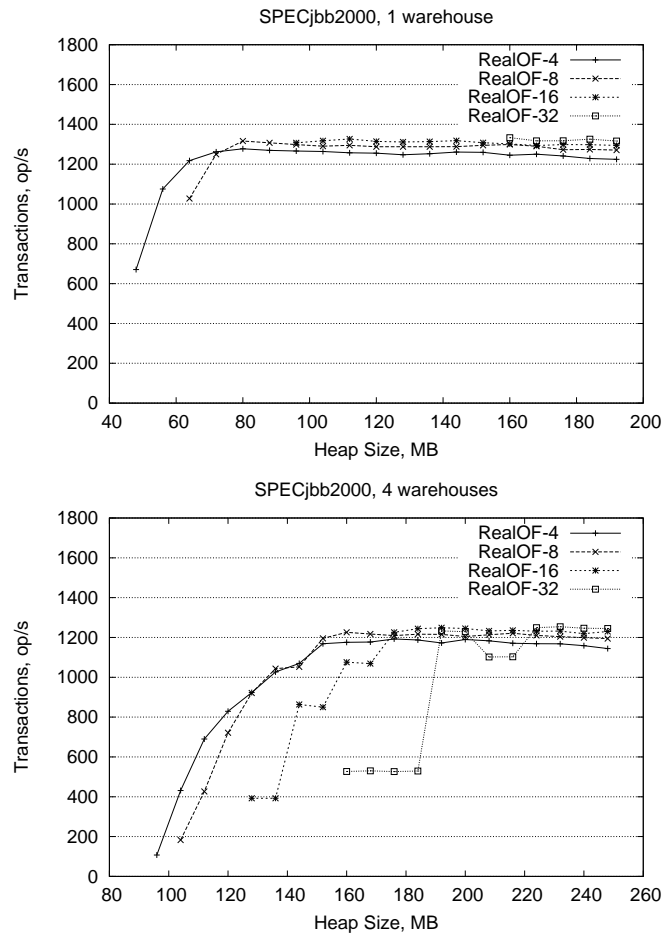 SPECjbb2000, 1 warehouse
1800
1600
1400
1200
1000
800
600
400
200
0
Transactions, op/s
RealOF-4
RealOF-8
RealOF-16
RealOF-32
40 60 80 100 120 140 160 180 200
Heap Size, MB
SPECjbb2000, 4 warehouses
1800
1600
1400
1200
1000
800
600
400
200
0
Transactions, op/s
RealOF-4
RealOF-8
RealOF-16
RealOF-32
80 100 120 140 160 180 200 220 240 260
Heap Size, MB